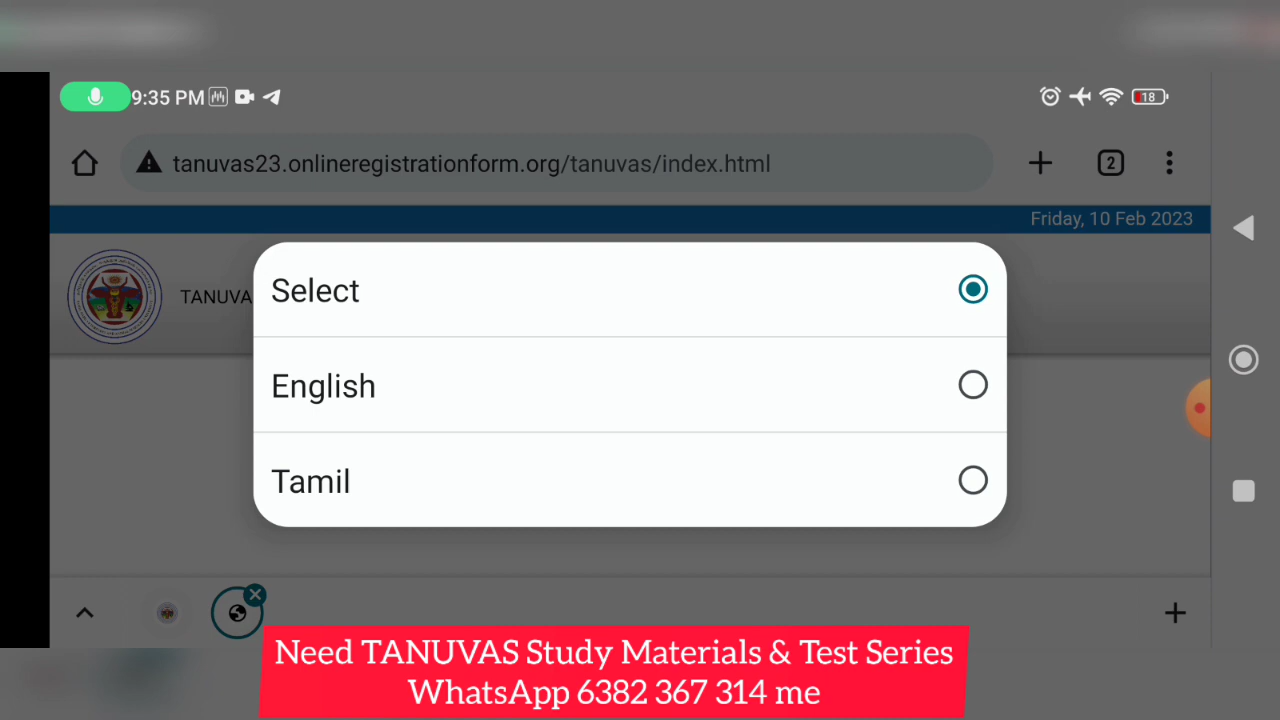 9:35 PM
18
tanuvas23.onlineregistrationform.org/tanuvas/index.html
2
Friday, 10 Feb 2023
TANUVA
Select
English
Tamil
Need TANUVAS Study Materials & Test Series
WhatsApp 6382 367 314 me